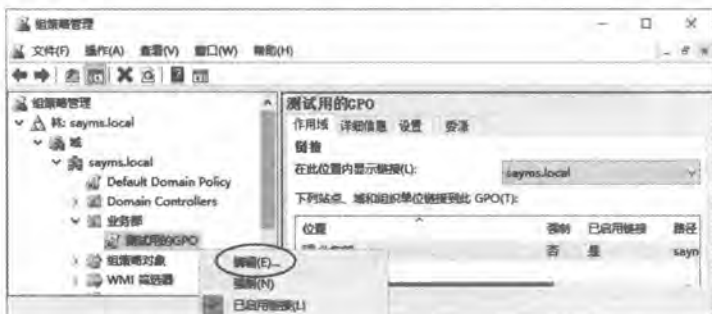 组策略管理
文件(F) 操作(A) 查看(V) 窗口(W) 帮助(H)
组策略管理
林: sayms.local
域
sayms.local
Default Domain Policy
Domain Controllers
业务部
测试用的GPO
组策略对象
WMI 筛选器
编辑(E)...
强制(N)
已启用链接(L)
测试用的GPO
作用域 详细信息 设置 委派
链接
在此位置内显示链接(L):
sayms.local
下列站点、域和组织单位链接到此 GPO(T):
位置 强制 已启用链接 路径
否 是 sayn